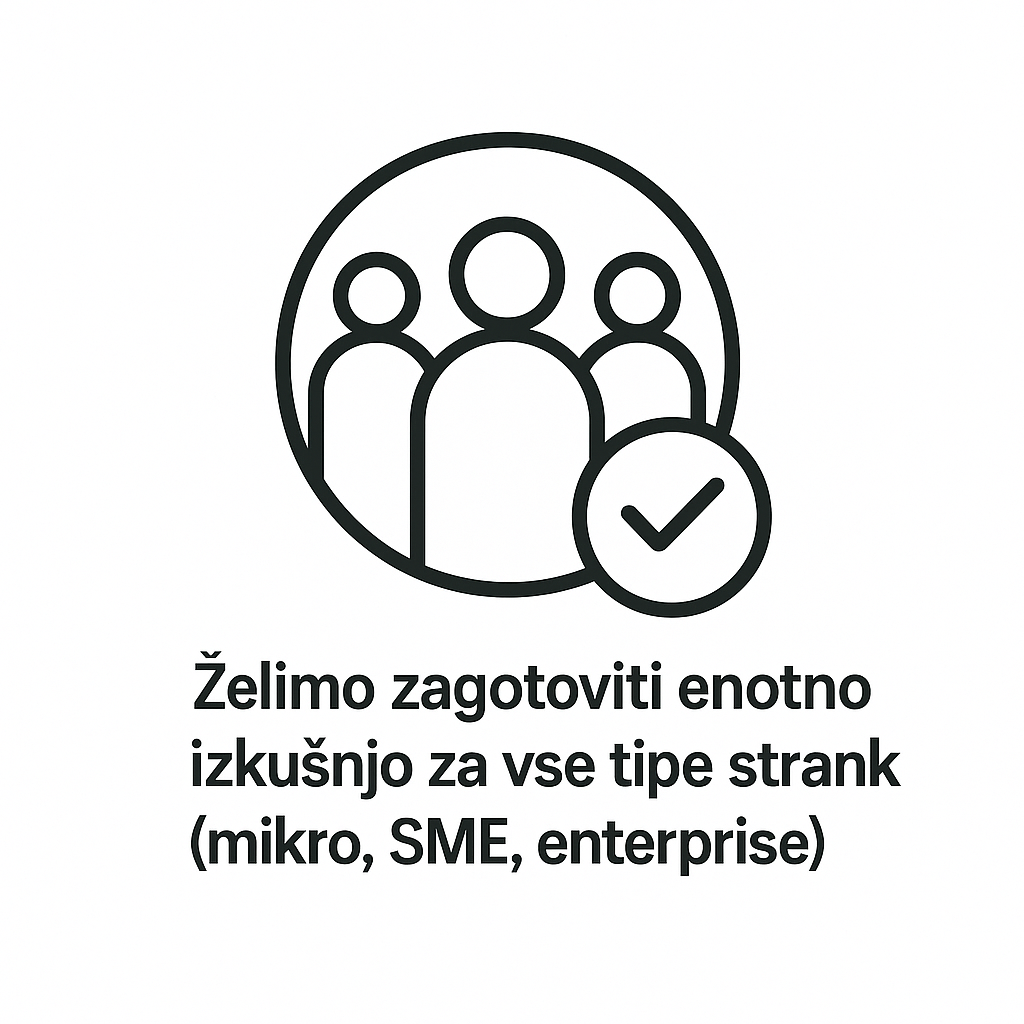 Želimo zagotoviti enotno
izkušnjo za vse tipe strank
(mikro, SME, enterprise)